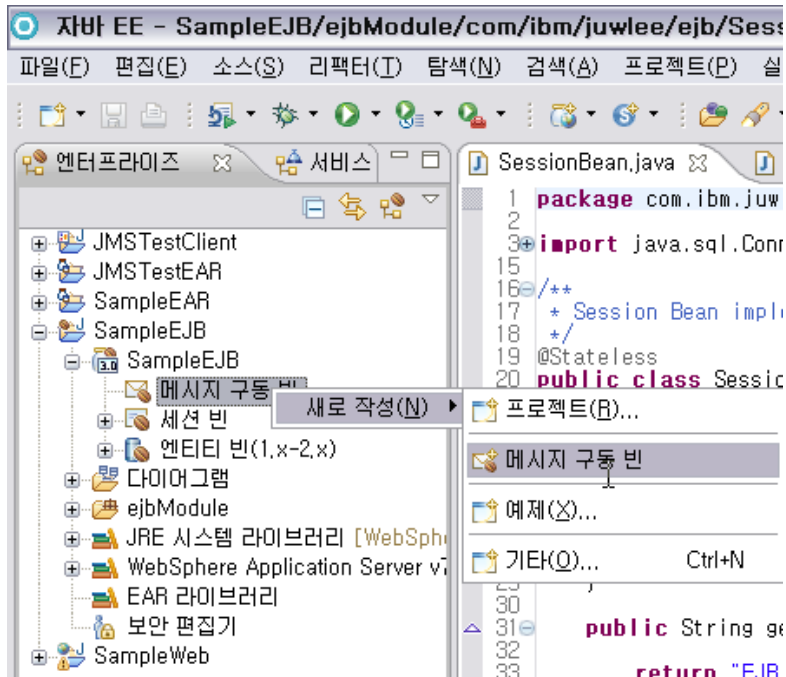 자바 EE - SampleEJB/ejbModule/com/ibm/juwlee/ejb/Sess
파일(F) 편집(E) 소스(S) 리팩터(T) 탐색(N) 검색(A) 프로젝트(P) 실
엔터프라이즈 서비스
JMSTestClient
JMSTestEAR
SampleEAR
SampleEJB
SampleEJB
메시지 구동 빈
세션 빈
엔티티 빈(1.x-2.x)
다이어그램
ejbModule
JRE 시스템 라이브러리 [WebSph
WebSphere Application Server v7
EAR 라이브러리
보안 편집기
SampleWeb
SessionBean.java
1 package com.ibm.juw
2
3 import java.sql.Conn
15
16 /**
17 * Session Bean imple
18 */
19 @Stateless
20 public class Sessio
새로 작성(N)
프로젝트(R)...
메시지 구동 빈
예제(X)...
기타(O)... Ctrl+N
30
31 public String ge
32
33 return "EJB